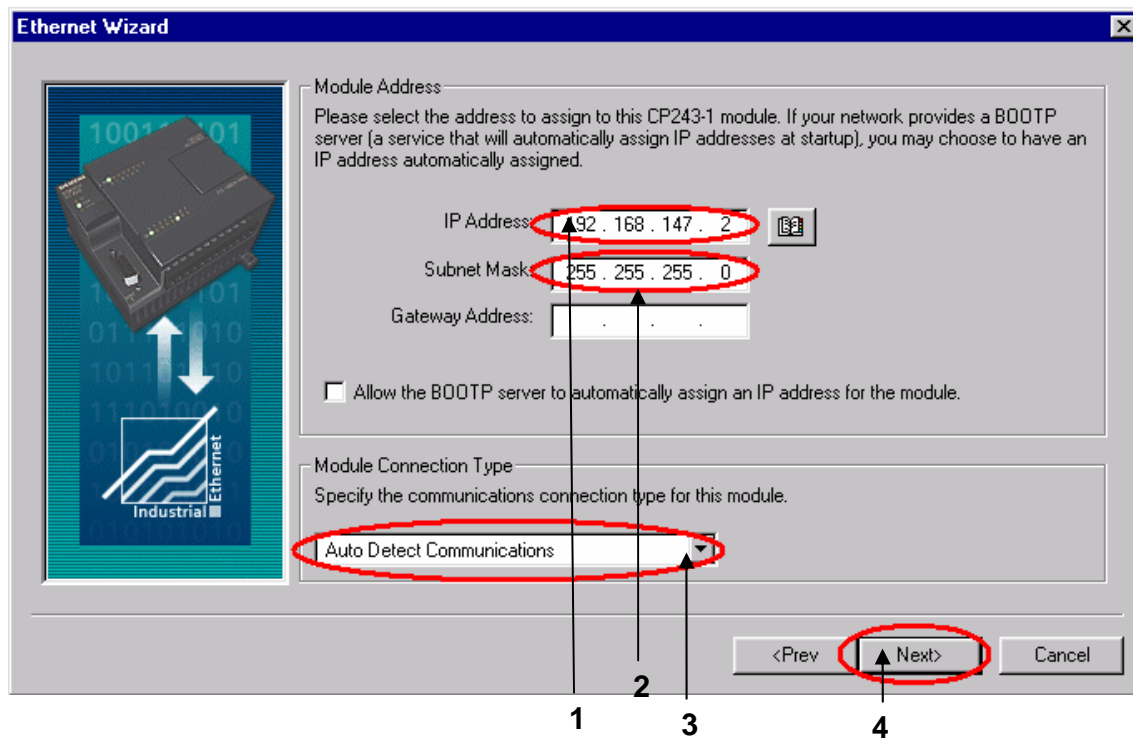 Ethernet Wizard
Module Address
Please select the address to assign to this CP243-1 module. If your network provides a BOOTP
server (a service that will automatically assign IP addresses at startup), you may choose to have an
IP address automatically assigned.
IP Address: 192 . 168 . 147 . 2
Subnet Mask: 255 . 255 . 255 . 0
Gateway Address: . . .
Allow the BOOTP server to automatically assign an IP address for the module.
Module Connection Type
Specify the communications connection type for this module.
Auto Detect Communications
Industrial
Ethernet
<Prev
Next>
Cancel
1
2
3
4